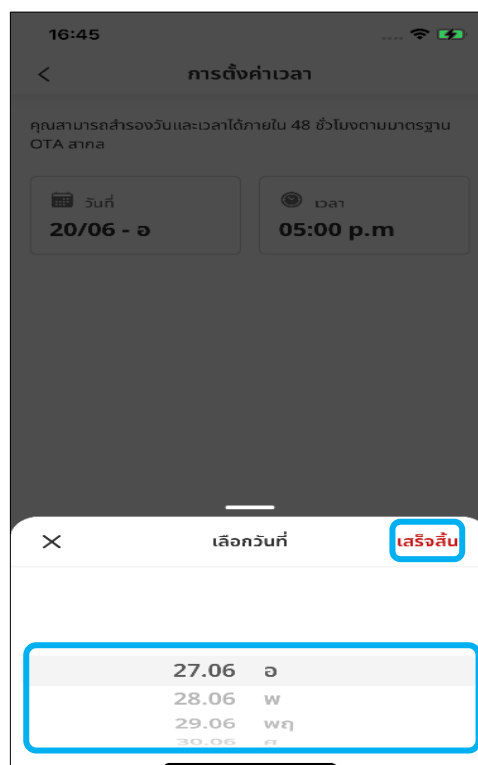 16:45
การตั้งค่าเวลา
คุณสามารถสำรองวันและเวลาได้ภายใน 48 ชั่วโมงตามมาตรฐาน
OTA สากล
วันที่
เวลา
20/06 - อ
05:00 p.m
เลือกวันที่
เสร็จสิ้น
27.06 อ
28.06 พ
29.06 พฤ
30.06 ศ